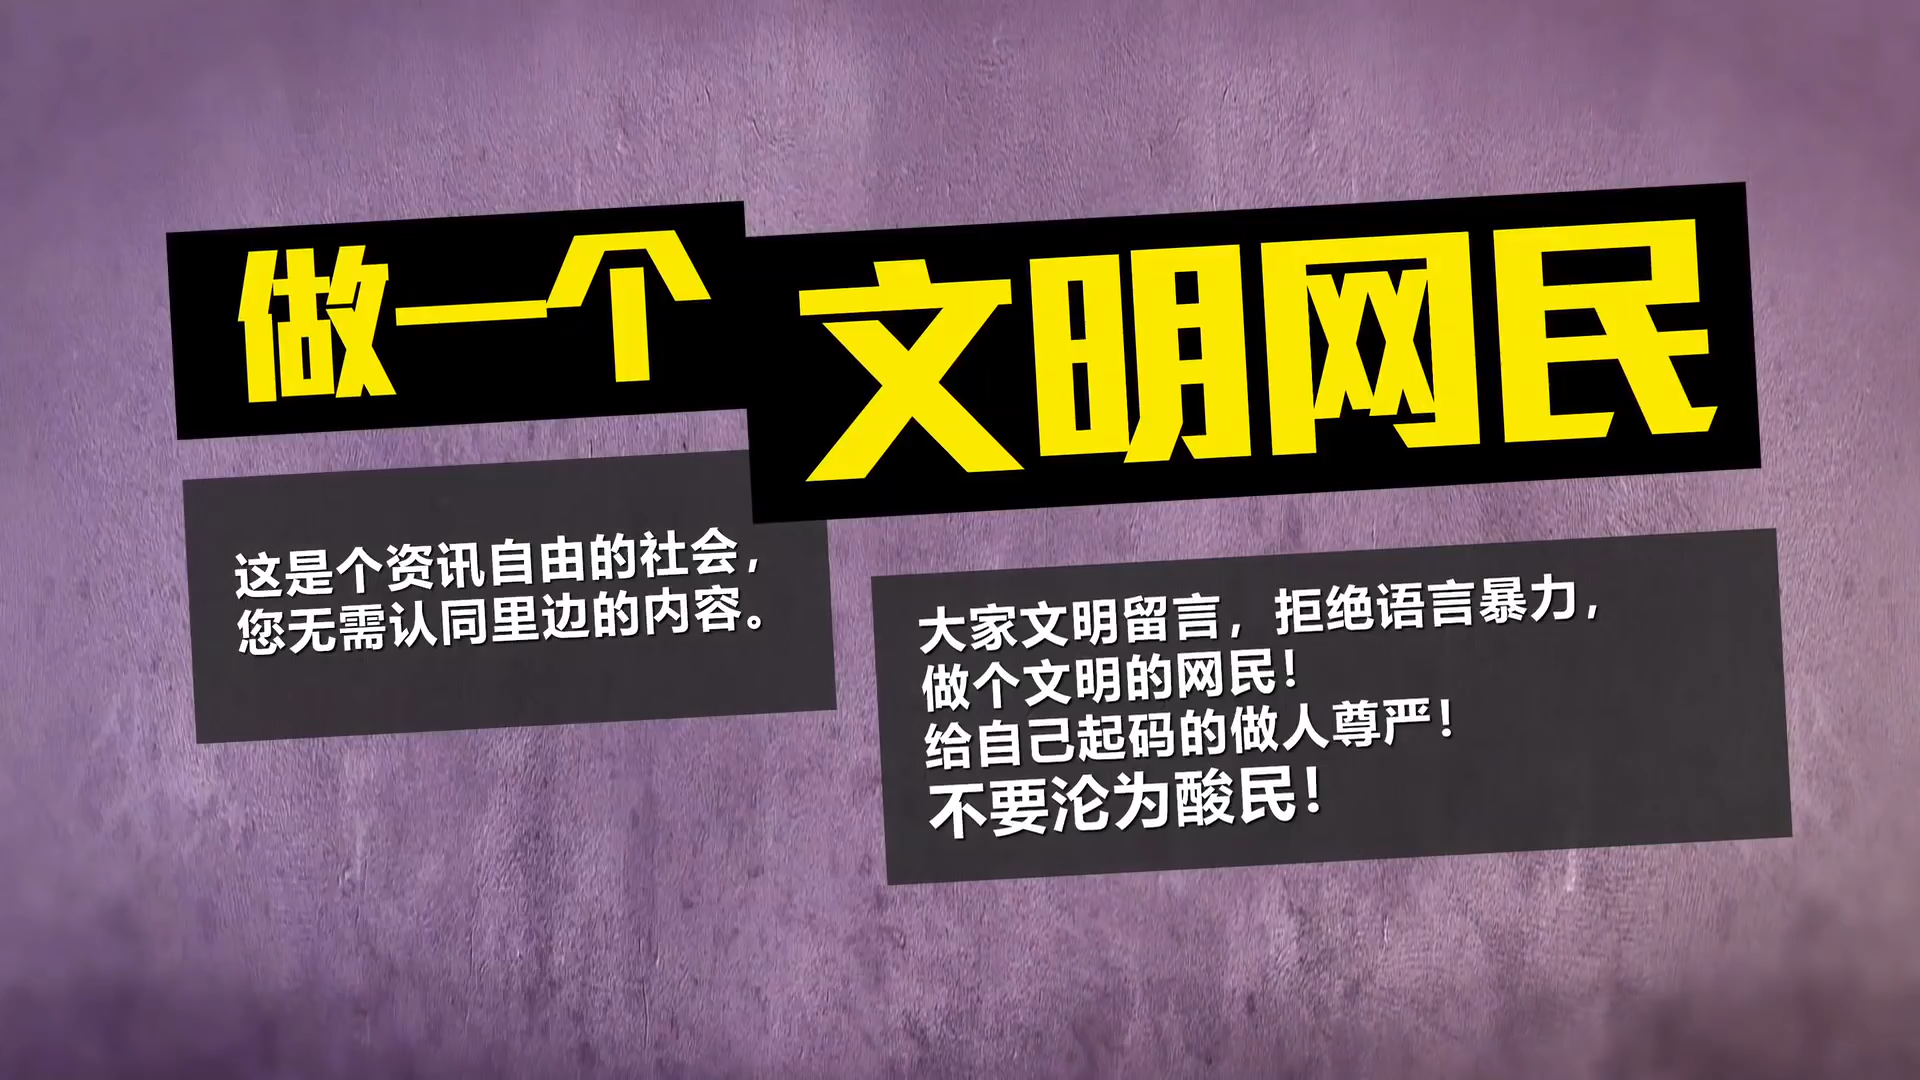 做一个
文明网民
这是个资讯自由的社会，
您无需认同里边的内容。
大家文明留言，拒绝语言暴力，
做个文明的网民！
给自己起码的做人尊严！
不要沦为酸民！